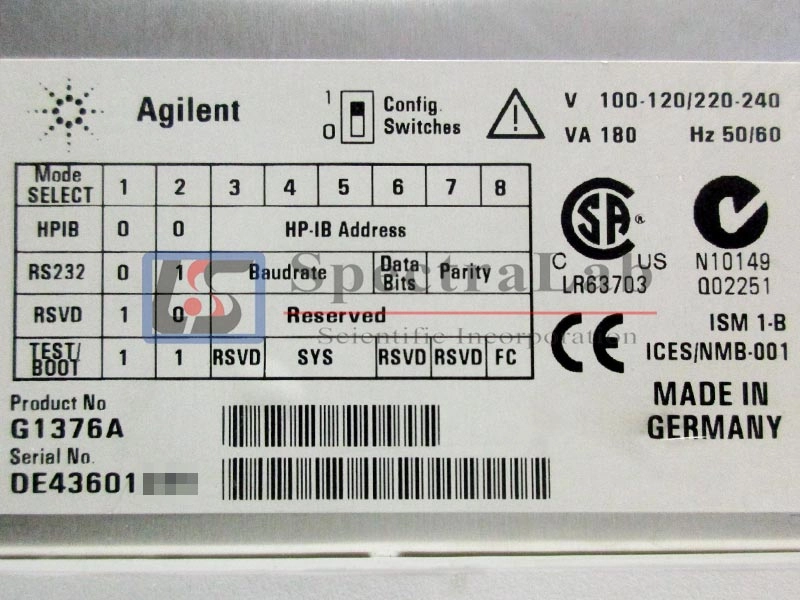 Agilent
1
0
Config.
Switches
V 100-120/220-240
VA 180 Hz 50/60
Mode SELECT 1 2 3 4 5 6 7 8
HPIB 0 0 HP-IB Address
RS232 0 1 Baudrate Data Bits Parity
RSVD 1 0 Reserved
TEST/BOOT 1 1 RSVD SYS RSVD RSVD FC
SA ®
C US
LR63703
N10149
Q02251
CE
ISM 1-B
ICES/NMB-001
MADE IN
GERMANY
Product No
G1376A
Serial No.
DE43601
LS
SpectraLab
Scientific Incorporation